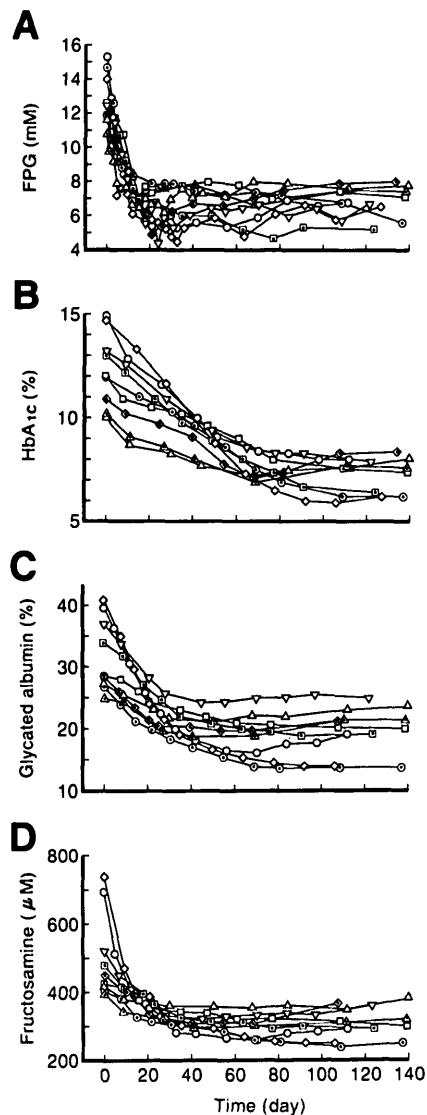 A
FPG (mM)
16
14
12
10
8
6
4
B
HbA1c (%)
15
10
5
C
Glycated albumin (%)
40
30
20
10
D
Fructosamine (μM)
800
600
400
200
0 20 40 60 80 100 120 140
Time (day)